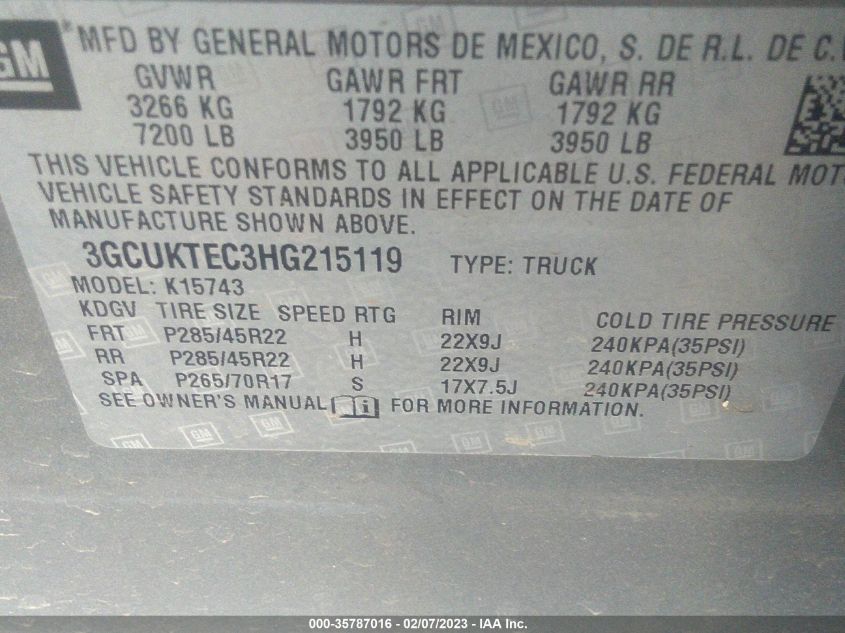 GM
*MFD BY GENERAL MOTORS DE MEXICO, S. DE R.L. DE C.
GVWR GAWR FRT GAWR RR
3266 KG 1792 KG 1792 KG
7200 LB 3950 LB 3950 LB
THIS VEHICLE CONFORMS TO ALL APPLICABLE U.S. FEDERAL MOT
VEHICLE SAFETY STANDARDS IN EFFECT ON THE DATE OF
MANUFACTURE SHOWN ABOVE.
3GCUKTEC3HG215119 TYPE: TRUCK
MODEL: K15743
KDGV TIRE SIZE SPEED RTG RIM COLD TIRE PRESSURE
FRT P285/45R22 H 22X9J 240KPA(35PSI)
RR P285/45R22 H 22X9J 240KPA(35PSI)
SPA P265/70R17 S 17X7.5J 240KPA(35PSI)
SEE OWNER'S MANUAL i FOR MORE INFORMATION.
000-35787016 - 02/07/2023 - IAA Inc.